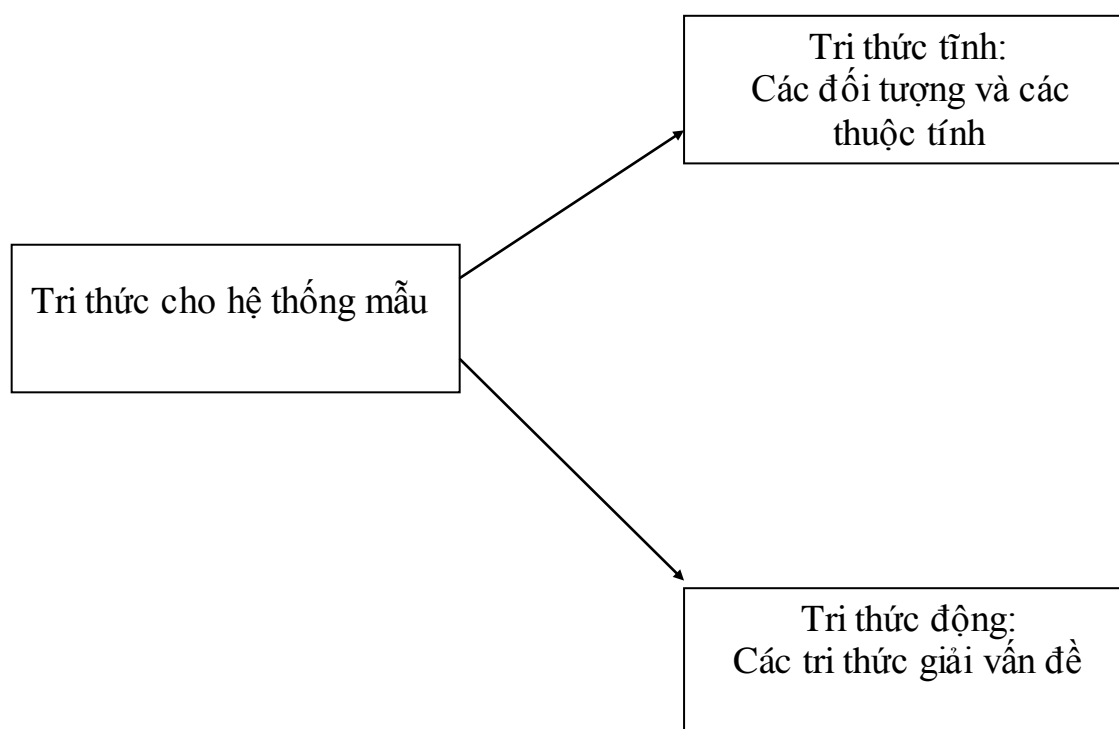 Tri thức tĩnh:
Các đối tượng và các
thuộc tính
Tri thức cho hệ thống mẫu
Tri thức động:
Các tri thức giải vấn đề